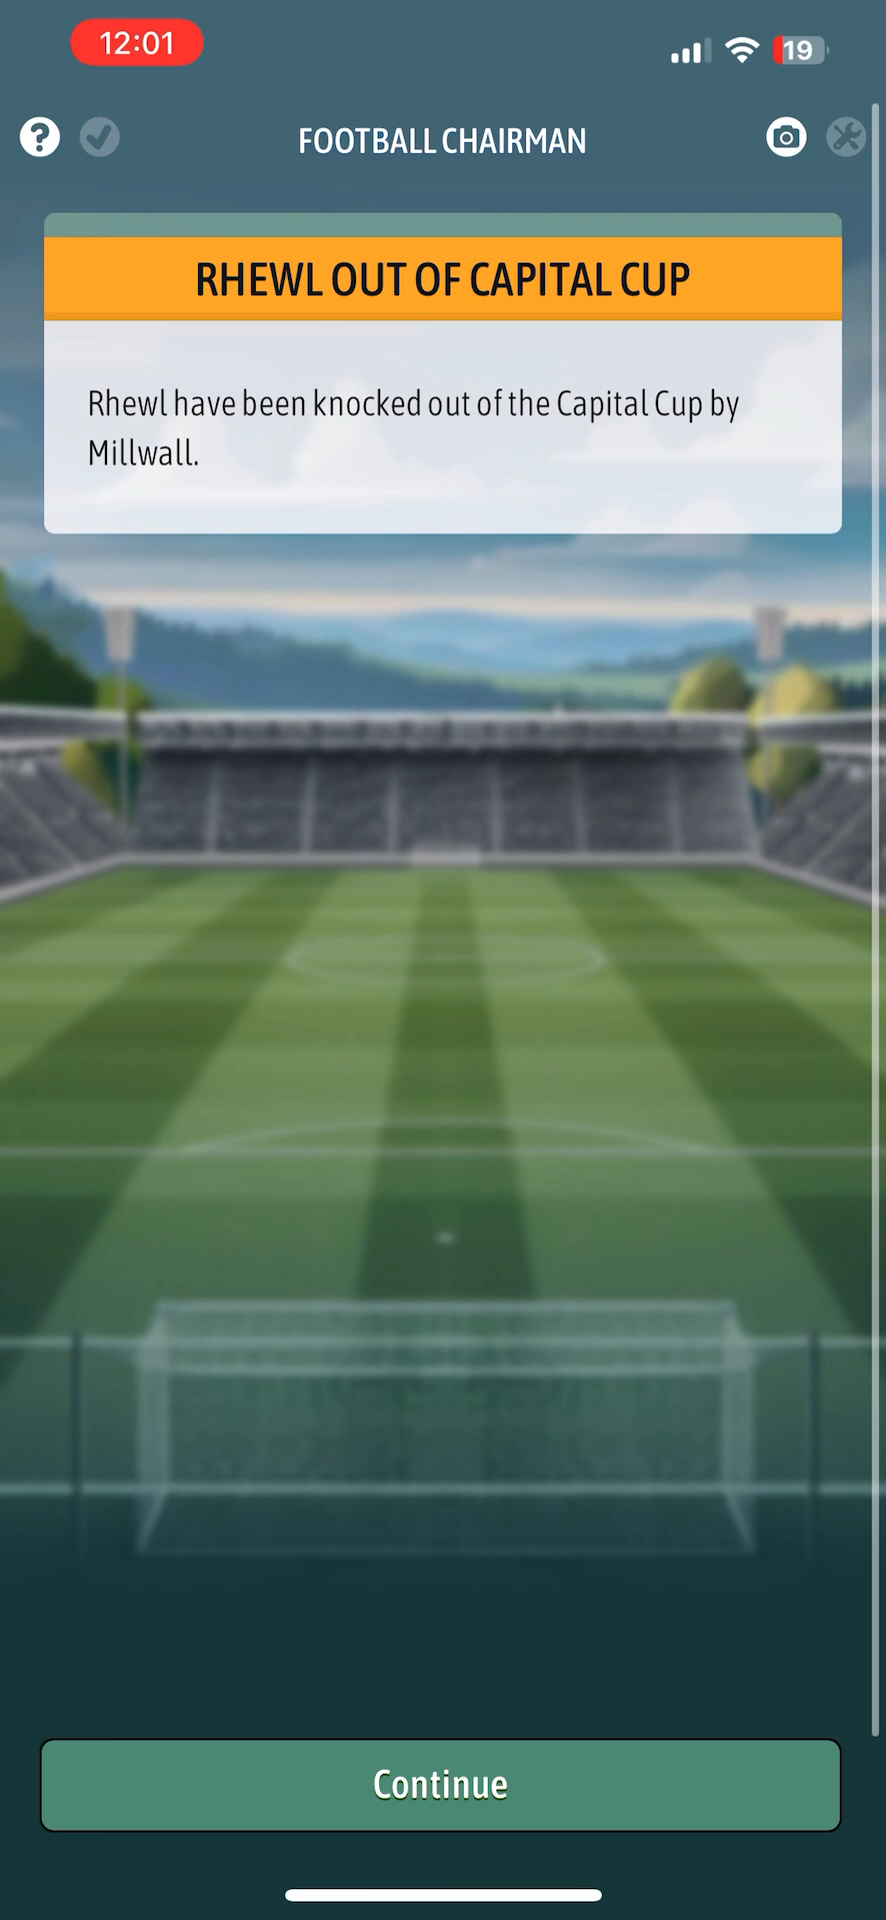 12:01
19
FOOTBALL CHAIRMAN
RHEWL OUT OF CAPITAL CUP
Rhewl have been knocked out of the Capital Cup by
Millwall.
Continue